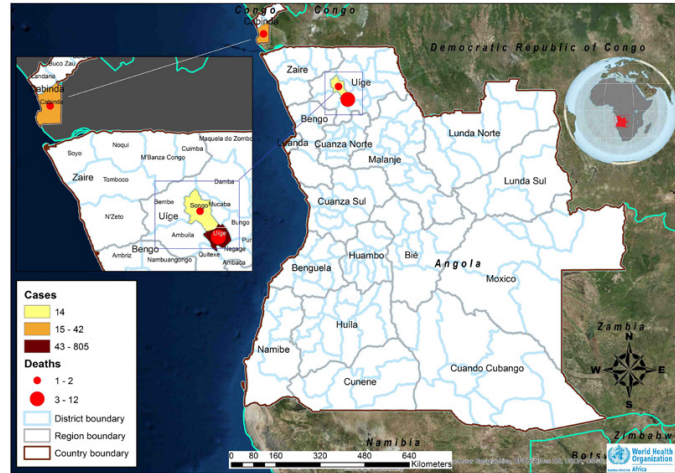 Congo
Congo
Cabinda
Democratic Republic of Congo
Zaire
Uíge
Bengo
Luanda
Cuanza Norte
Malanje
Lunda Norte
Lunda Sul
Cuanza Sul
Benguela
Huambo
Bié
Angola
Moxico
Huíla
Namibe
Cunene
Cuando Cubango
Zambia
Namibia
Zimbabw
Botsw
N
W
E
S
Buco Zaú
Landana
Cabinda
Cabinda
Soyo
Noqui
Cuimba
Maquela do Zombo
M'Banza Congo
Zaire
Tomboco
Damba
Bembe
Songo
Mucaba
N'Zeto
Uíge
Bungo
Ambuila
Uíge
Pur
Negage
Bengo
Quitexe
Ambriz
Nambuangongo
Ambaca
Cases
14
15 - 42
43 - 805
Deaths
1 - 2
3 - 12
District boundary
Region boundary
Country boundary
0 80 160 320 480 640
Kilometers
World Health
Organization
Africa